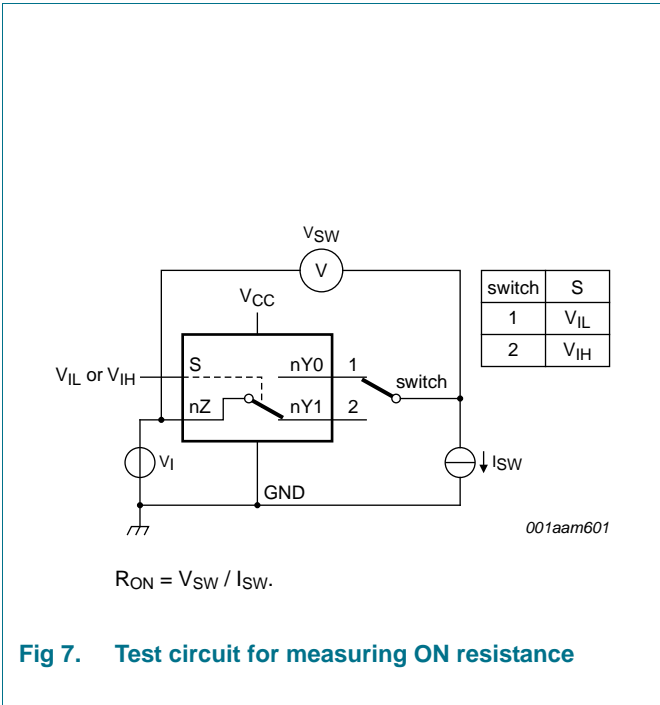 VSW
V
VCC
switch S
1 VIL
2 VIH
VIL or VIH
S
nY0
1
switch
nZ
nY1
2
VI
ISW
GND
001aam601
RON = VSW / ISW.
Fig 7. Test circuit for measuring ON resistance